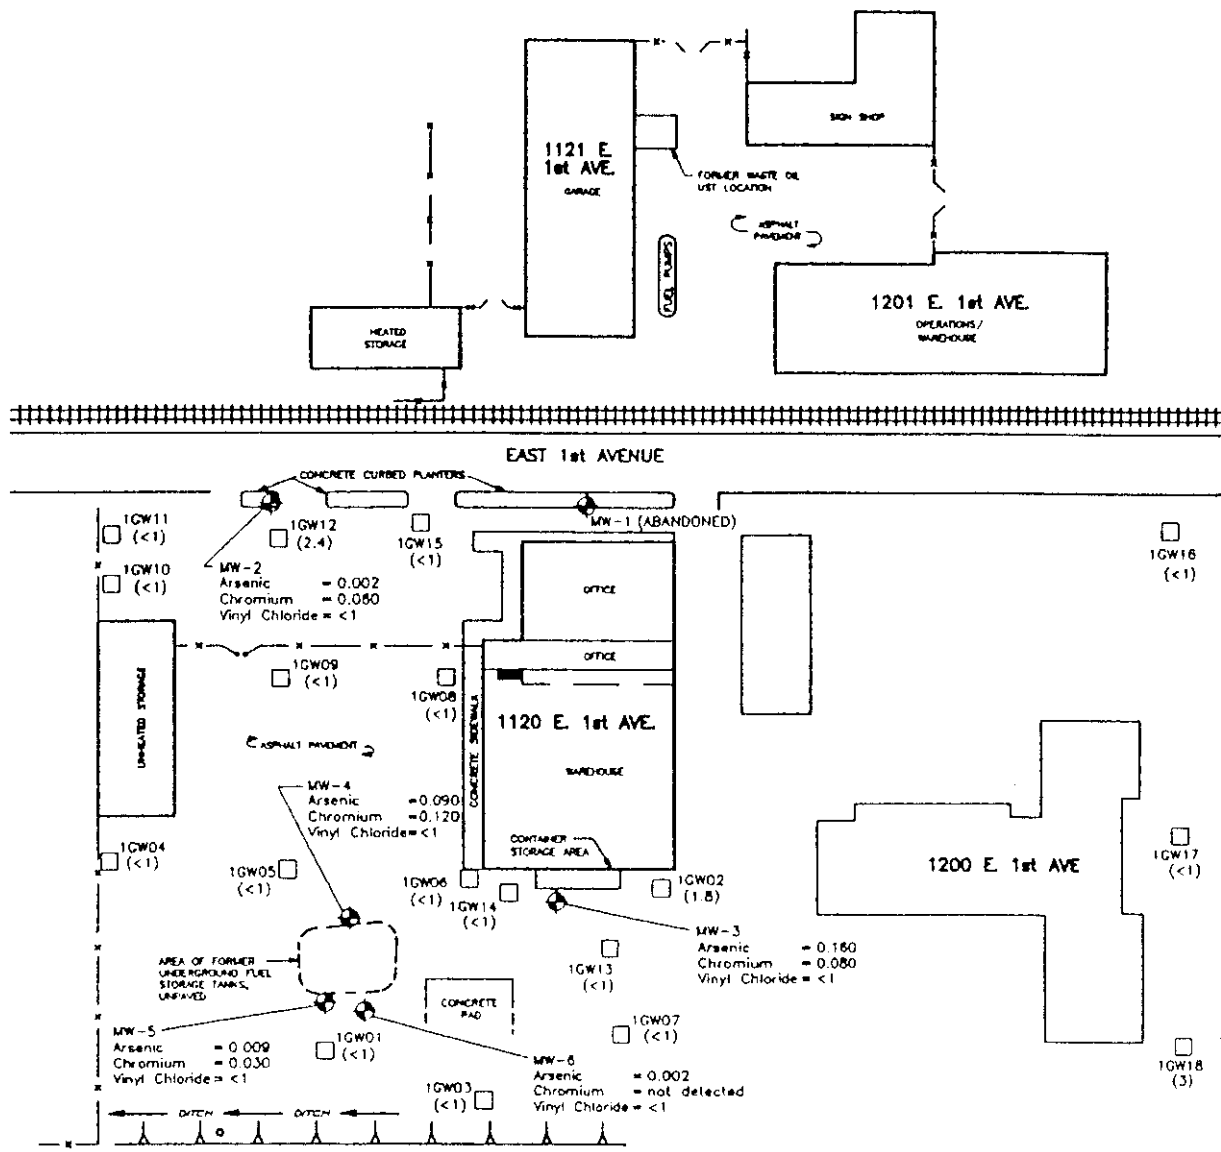 SIGN SHOP
1121 E.
1st AVE.
GARAGE
FORMER WASTE OIL
UST LOCATION
ASPHALT
PAVEMENT
FUEL PUMPS
1201 E. 1st AVE.
OPERATIONS/
WAREHOUSE
HEATED
STORAGE
EAST 1st AVENUE
CONCRETE CURBED PLANTERS
MW-1 (ABANDONED)
1GW11
(<1)
1GW12
(2.4)
1GW15
(<1)
1GW16
(<1)
1GW10
(<1)
MW-2
Arsenic = 0.002
Chromium = 0.060
Vinyl Chloride = <1
OFFICE
OFFICE
1GW09
(<1)
1GW08
(<1)
UNHEATED STORAGE
CONCRETE SIDEWALK
1120 E. 1st AVE.
WAREHOUSE
ASPHALT PAVEMENT
MW-4
Arsenic =0.090
Chromium =0.120
Vinyl Chloride= <1
CONTAINER
STORAGE AREA
1GW04
(<1)
1GW05
(<1)
1GW06
(<1)
1GW14
(<1)
1GW02
(1.8)
1200 E. 1st AVE
1GW17
(<1)
MW-3
Arsenic = 0.160
Chromium = 0.080
Vinyl Chloride = <1
AREA OF FORMER
UNDERGROUND FUEL
STORAGE TANKS,
UNPAVED
1GW13
(<1)
CONCRETE
PAD
1GW07
(<1)
MW-5
Arsenic = 0.009
Chromium = 0.030
Vinyl Chloride = <1
1GW01
(<1)
MW-6
Arsenic = 0.002
Chromium = not detected
Vinyl Chloride = <1
1GW03
(<1)
1GW18
(3)
DITCH
DITCH